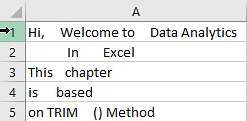 A
1 Hi,    Welcome to    Data Analytics
2 In    Excel
3 This  chapter
4 is    based
5 on TRIM    () Method